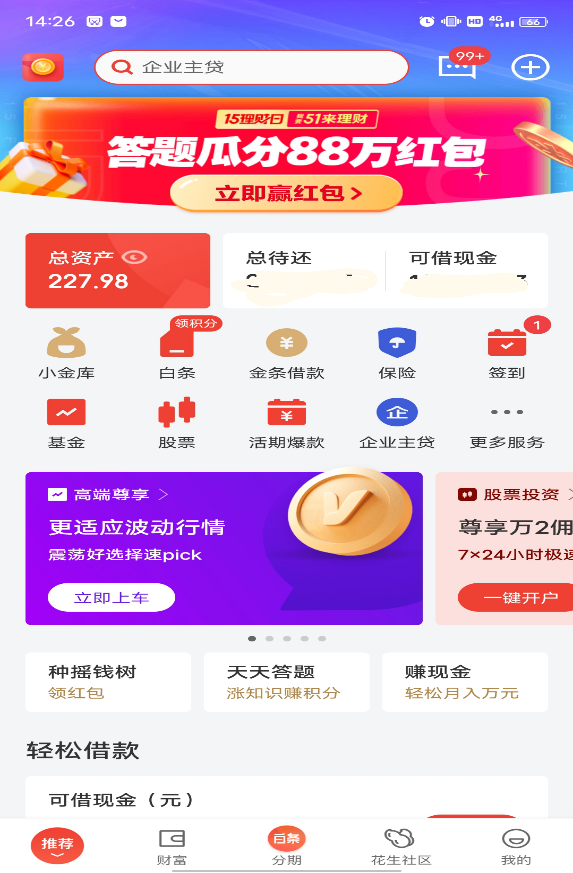 14:26 4G 66
企业主贷 99+
15理财日 51来理财
答题瓜分88万红包
立即赢红包 >
总资产 总待还 可借现金
227.98
领积分 1
小金库 白条 金条借款 保险 签到
基金 股票 活期爆款 企业主贷 更多服务
高端尊享 股票投资
更适应波动行情 尊享万2佣
震荡好选择速pick 7×24小时极速
立即上车 一键开户
种摇钱树 天天答题 赚现金
领红包 涨知识赚积分 轻松月入万元
轻松借款
可借现金（元）
推荐 财富 白条 分期 花生社区 我的